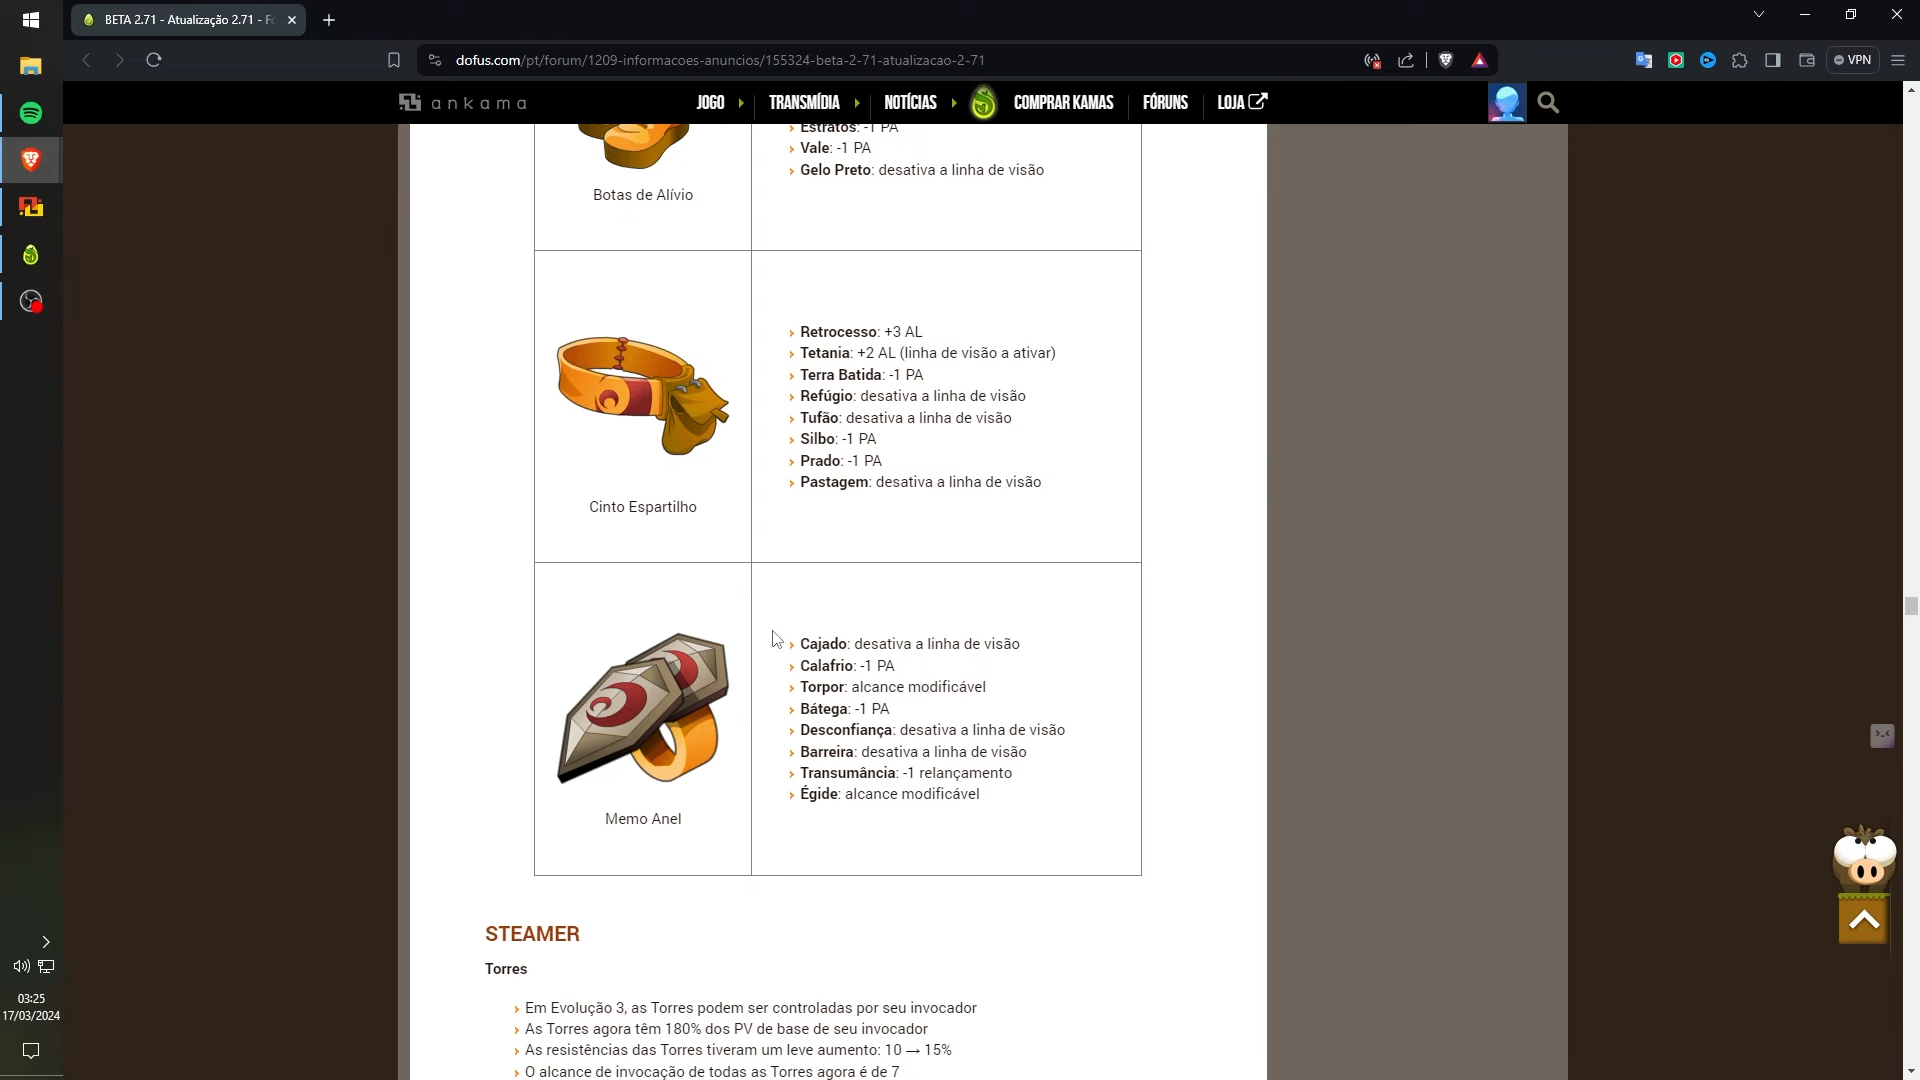 BETA 2.71 - Atualização 2.71 - Fó
dofus.com/pt/forum/1209-informacoes-anuncios/155324-beta-2-71-atualizacao-2-71
VPN
ankama
JOGO
TRANSMÍDIA
NOTÍCIAS
COMPRAR KAMAS
FÓRUNS
LOJA
Estratos: -1 PA
Vale: -1 PA
Gelo Preto: desativa a linha de visão
Botas de Alívio
Retrocesso: +3 AL
Tetania: +2 AL (linha de visão a ativar)
Terra Batida: -1 PA
Refúgio: desativa a linha de visão
Tufão: desativa a linha de visão
Silbo: -1 PA
Prado: -1 PA
Pastagem: desativa a linha de visão
Cinto Espartilho
Cajado: desativa a linha de visão
Calafrio: -1 PA
Torpor: alcance modificável
Bátega: -1 PA
Desconfiança: desativa a linha de visão
Barreira: desativa a linha de visão
Transumância: -1 relançamento
Égide: alcance modificável
Memo Anel
STEAMER
Torres
Em Evolução 3, as Torres podem ser controladas por seu invocador
As Torres agora têm 180% dos PV de base de seu invocador
As resistências das Torres tiveram um leve aumento: 10 → 15%
O alcance de invocação de todas as Torres agora é de 7
03:25
17/03/2024